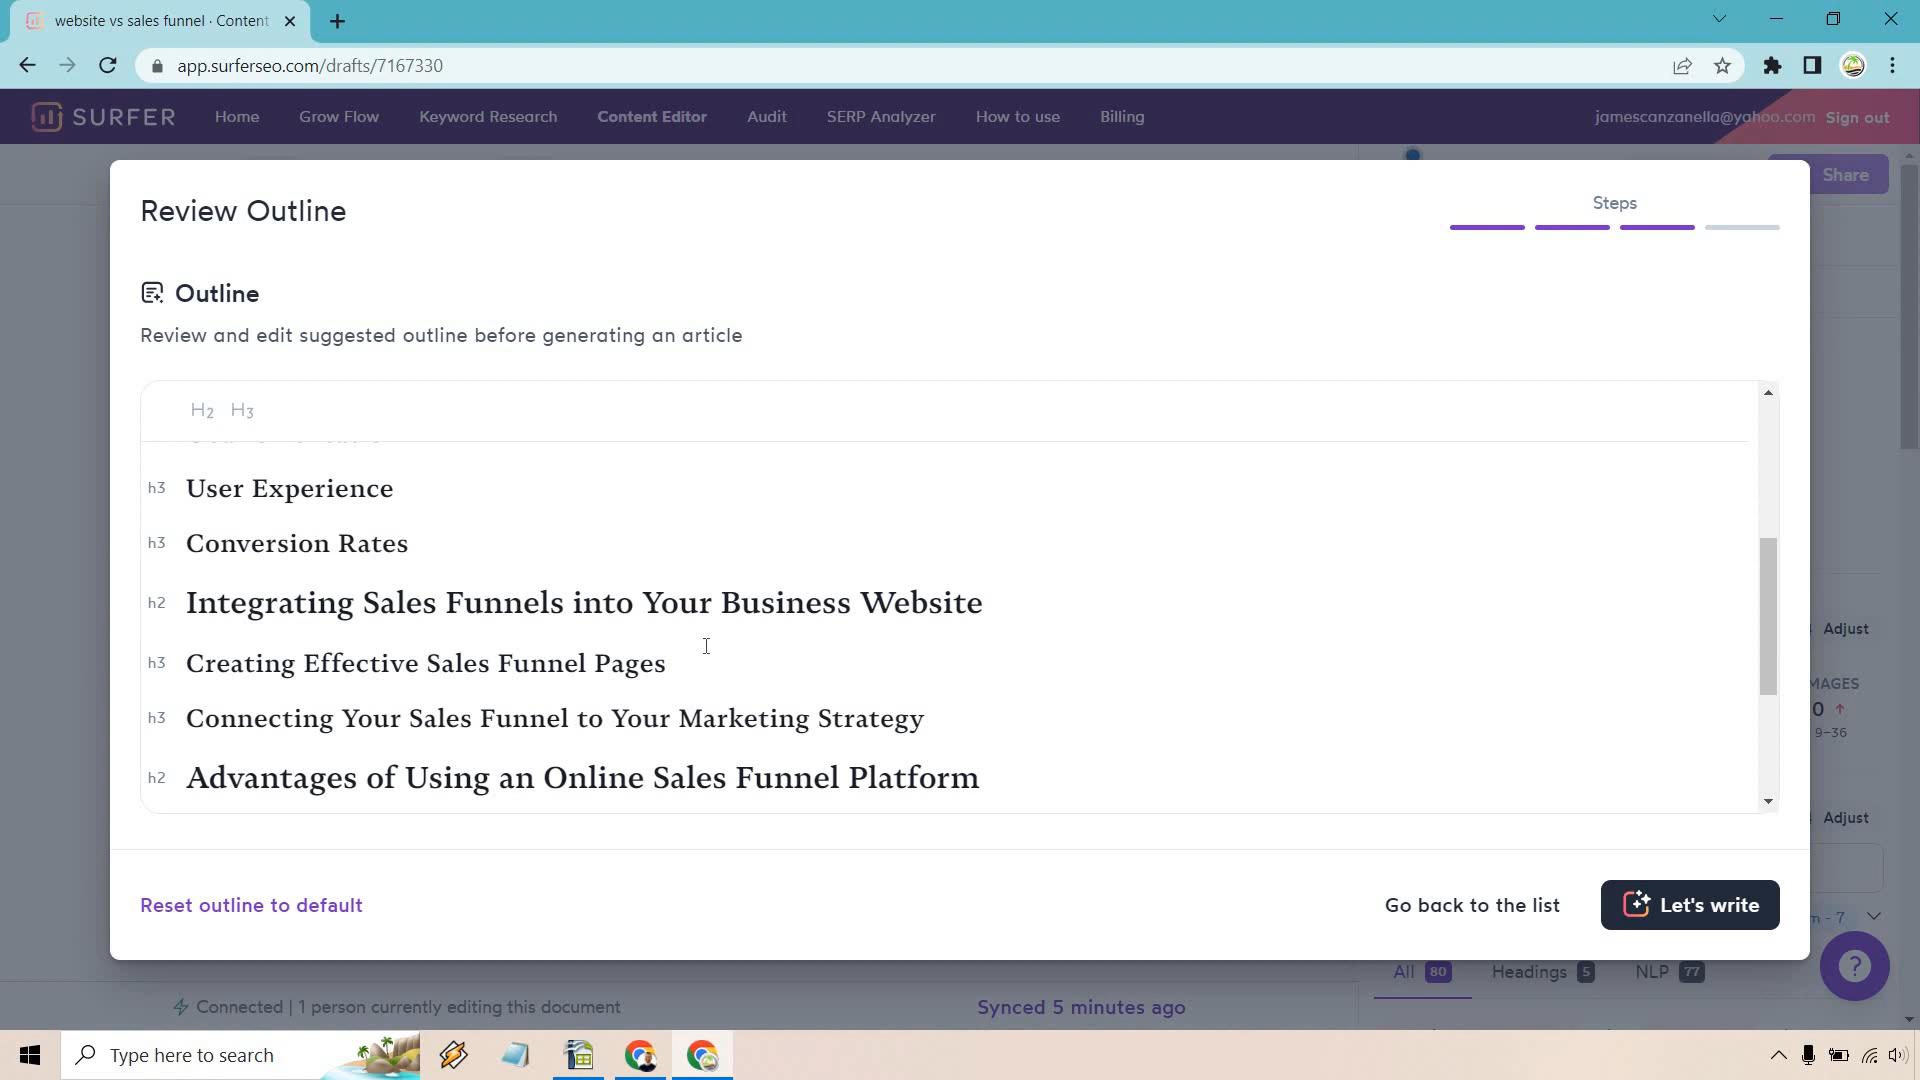 website vs sales funnel · Content
app.surferseo.com/drafts/7167330
SURFER Home Grow Flow Keyword Research Content Editor Audit SERP Analyzer How to use Billing jamescanzanella@yahoo.com Sign out
Share
Review Outline
Steps
Outline
Review and edit suggested outline before generating an article
H2 H3
h3 User Experience
h3 Conversion Rates
h2 Integrating Sales Funnels into Your Business Website
h3 Creating Effective Sales Funnel Pages
h3 Connecting Your Sales Funnel to Your Marketing Strategy
h2 Advantages of Using an Online Sales Funnel Platform
Adjust
0
9-36
Adjust
- 7
Reset outline to default
Go back to the list
Let's write
All 80 Headings 5 NLP 77
?
Connected | 1 person currently editing this document
Synced 5 minutes ago
Type here to search